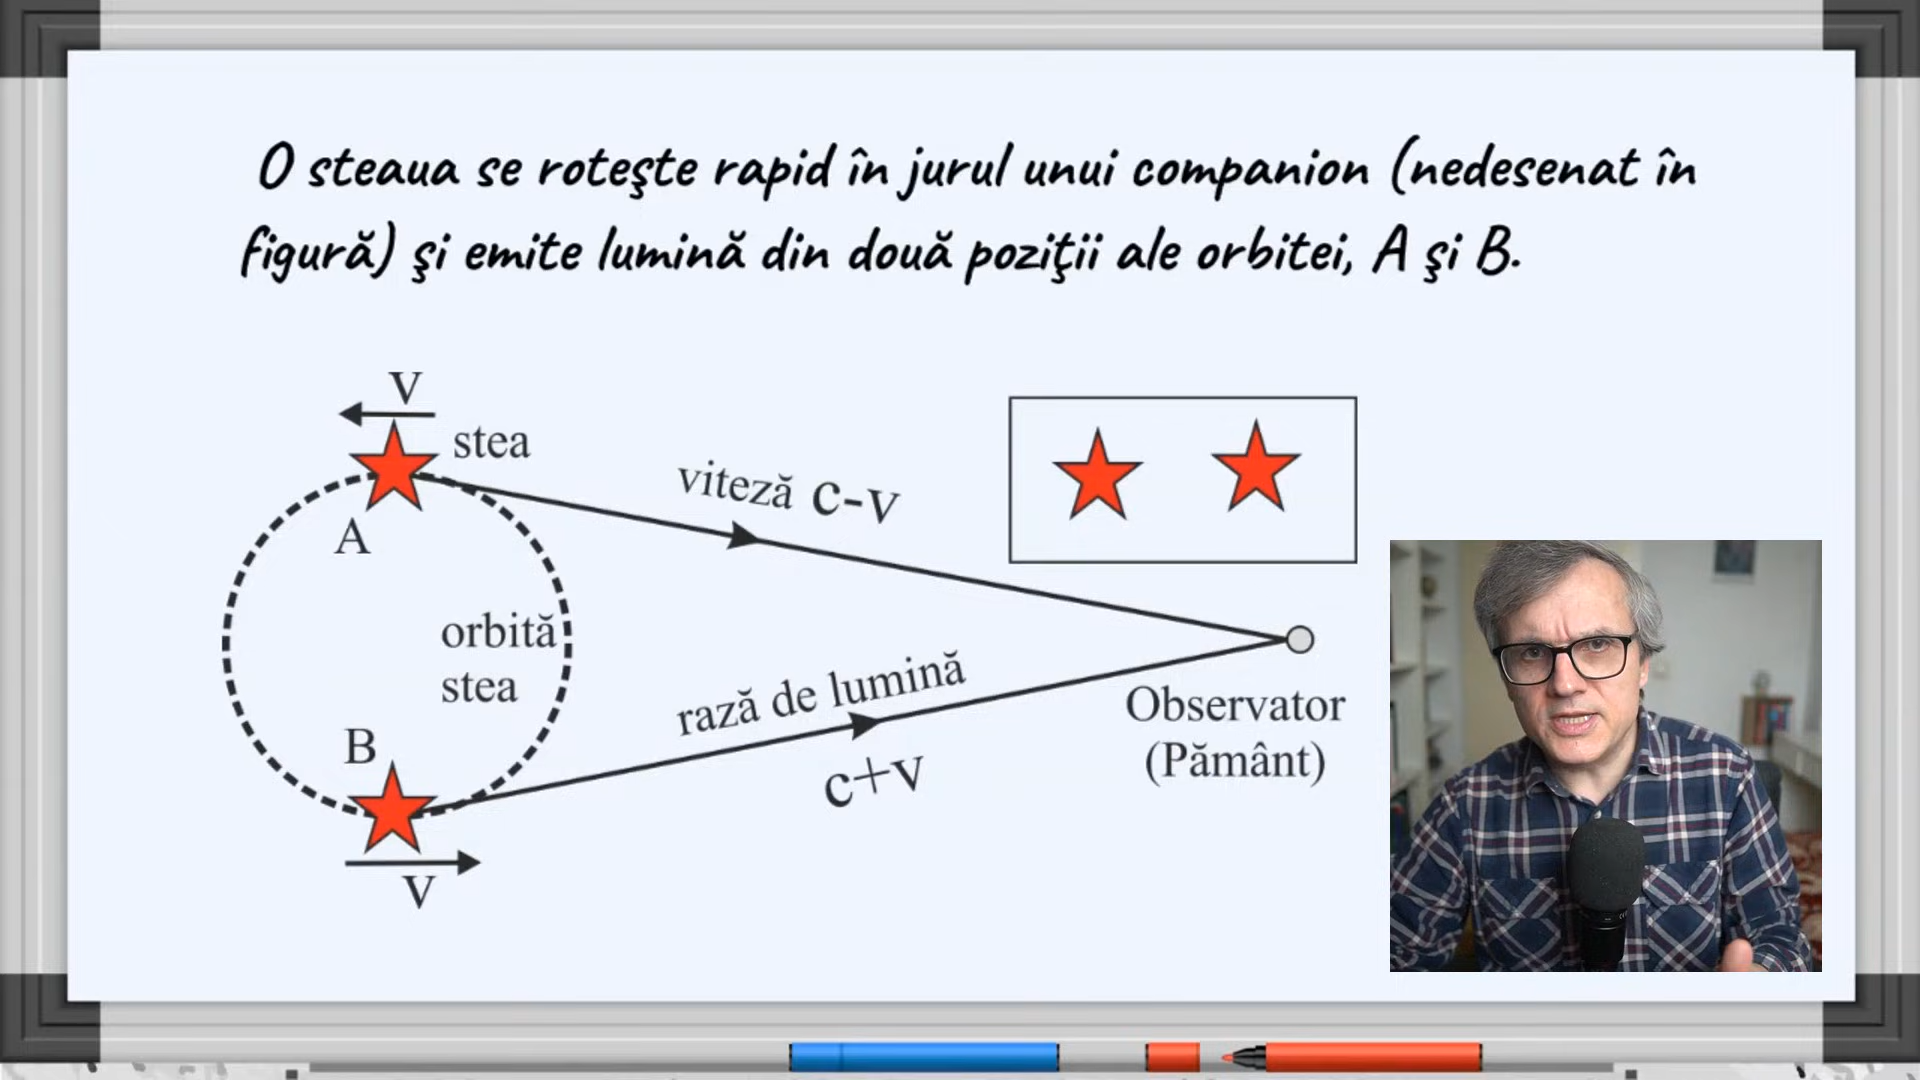 O steaua se roteşte rapid în jurul unui companion (nedesenat în
figură) şi emite lumină din două poziţii ale orbitei, A şi B.
v
stea
viteză c-v
A
orbită
stea
rază de lumină
c+v
B
Observator
(Pământ)
v